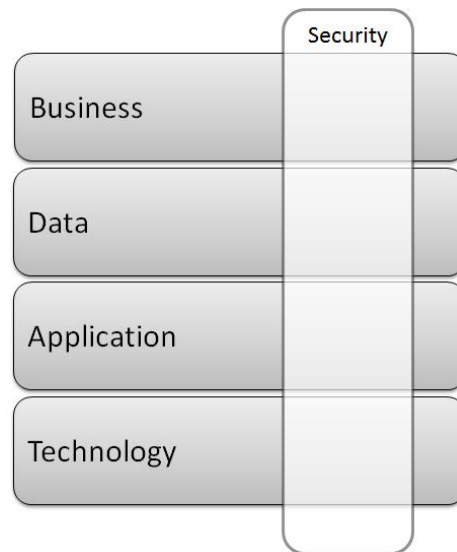 Security
Business
Data
Application
Technology